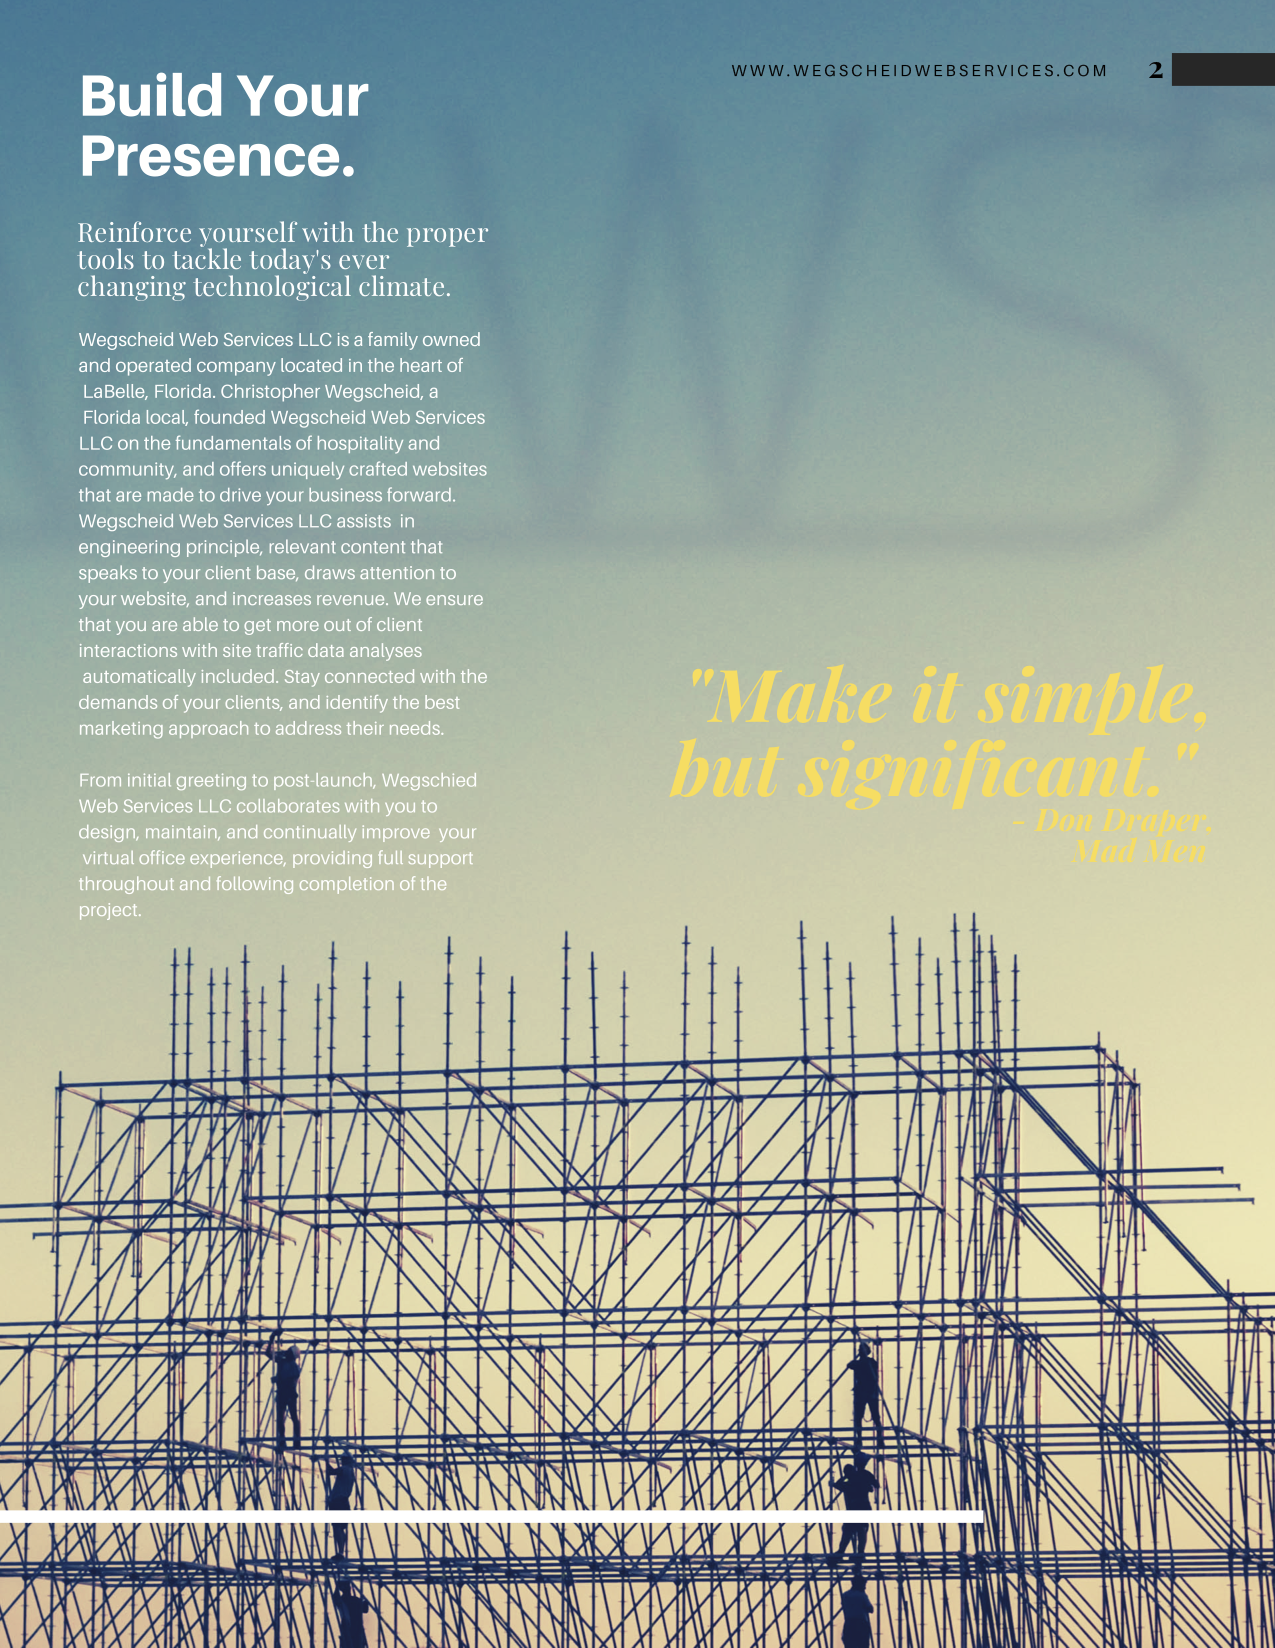 WWW.WEGSCHEIDWEBSERVICES.COM 2
Build Your
Presence.
Reinforce yourself with the proper
tools to tackle today's ever
changing technological climate.
Wegscheid Web Services LLC is a family owned
and operated company located in the heart of
LaBelle, Florida. Christopher Wegscheid, a
Florida local, founded Wegscheid Web Services
LLC on the fundamentals of hospitality and
community, and offers uniquely crafted websites
that are made to drive your business forward.
Wegscheid Web Services LLC assists in
engineering principle, relevant content that
speaks to your client base, draws attention to
your website, and increases revenue. We ensure
that you are able to get more out of client
interactions with site traffic data analyses
automatically included. Stay connected with the
demands of your clients, and identify the best
marketing approach to address their needs.
From initial greeting to post-launch, Wegschied
Web Services LLC collaborates with you to
design, maintain, and continually improve your
virtual office experience, providing full support
throughout and following completion of the
project.
"Make it simple,
but significant."
- Don Draper.
Mad Men
WWS